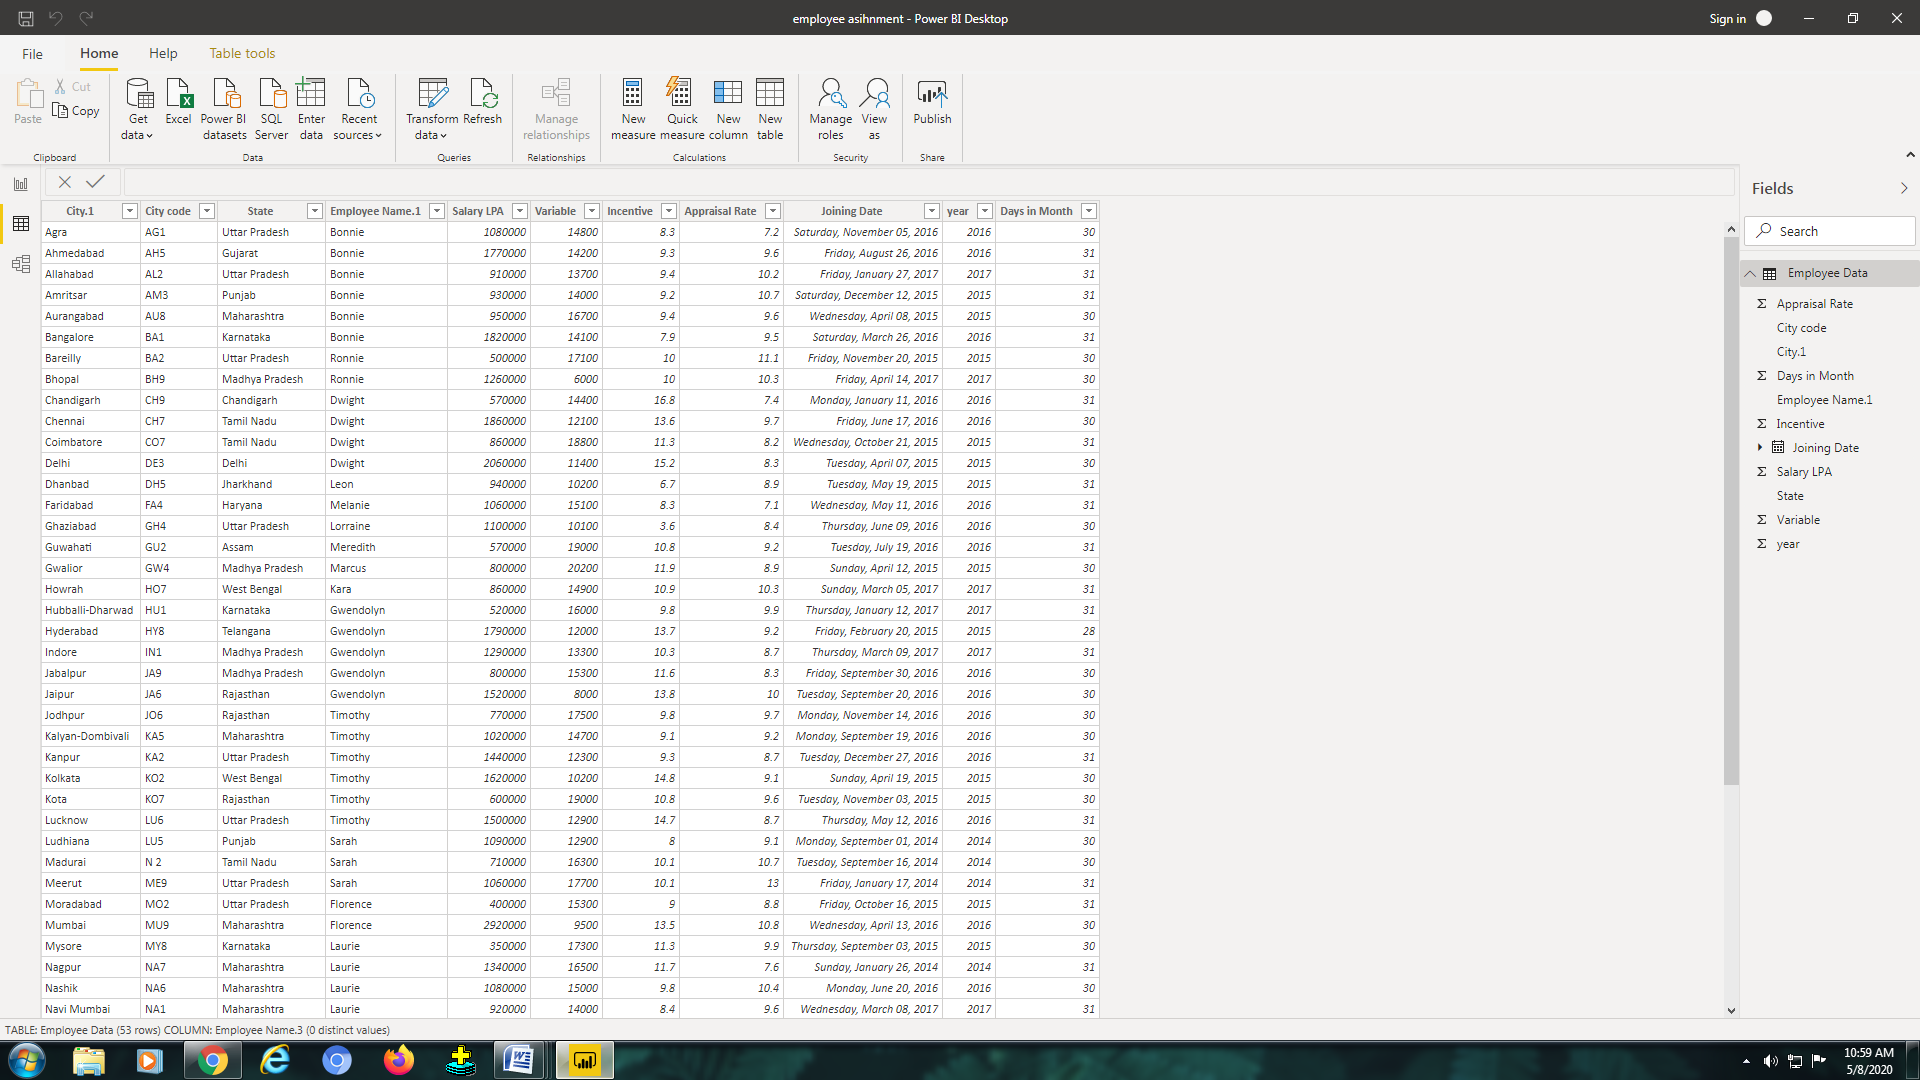 employee asihnment - Power BI Desktop
Sign in
File Home Help Table tools
Paste Cut Copy
Get data Excel Power BI datasets SQL Server Enter data Recent sources
Transform data Refresh
Manage relationships
New measure Quick measure New column New table
Manage roles View as
Publish
Clipboard Data Queries Relationships Calculations Security Share
City.1 City code State Employee Name.1 Salary LPA Variable Incentive Appraisal Rate Joining Date year Days in Month
Agra AG1 Uttar Pradesh Bonnie 1080000 14800 8.3 7.2 Saturday, November 05, 2016 2016 30
Ahmedabad AH5 Gujarat Bonnie 1770000 14200 9.3 9.6 Friday, August 26, 2016 2016 31
Allahabad AL2 Uttar Pradesh Bonnie 910000 13700 9.4 10.2 Friday, January 27, 2017 2017 31
Amritsar AM3 Punjab Bonnie 930000 14000 9.2 10.7 Saturday, December 12, 2015 2015 31
Aurangabad AU8 Maharashtra Bonnie 950000 16700 9.4 9.6 Wednesday, April 08, 2015 2015 30
Bangalore BA1 Karnataka Bonnie 1820000 14100 7.9 9.5 Saturday, March 26, 2016 2016 31
Bareilly BA2 Uttar Pradesh Ronnie 500000 17100 10 11.1 Friday, November 20, 2015 2015 30
Bhopal BH9 Madhya Pradesh Ronnie 1260000 6000 10 10.3 Friday, April 14, 2017 2017 30
Chandigarh CH9 Chandigarh Dwight 570000 14400 16.8 7.4 Monday, January 11, 2016 2016 31
Chennai CH7 Tamil Nadu Dwight 1860000 12100 13.6 9.7 Friday, June 17, 2016 2016 30
Coimbatore CO7 Tamil Nadu Dwight 860000 18800 11.3 8.2 Wednesday, October 21, 2015 2015 31
Delhi DE3 Delhi Dwight 2060000 11400 15.2 8.3 Tuesday, April 07, 2015 2015 30
Dhanbad DH5 Jharkhand Leon 940000 10200 6.7 8.9 Tuesday, May 19, 2015 2015 31
Faridabad FA4 Haryana Melanie 1060000 15100 8.3 7.1 Wednesday, May 11, 2016 2016 31
Ghaziabad GH4 Uttar Pradesh Lorraine 1100000 10100 3.6 8.4 Thursday, June 09, 2016 2016 30
Guwahati GU2 Assam Meredith 570000 19000 10.8 9.2 Tuesday, July 19, 2016 2016 31
Gwalior GW4 Madhya Pradesh Marcus 800000 20200 11.9 8.9 Sunday, April 12, 2015 2015 30
Howrah HO7 West Bengal Kara 860000 14900 10.9 10.3 Sunday, March 05, 2017 2017 31
Hubballi-Dharwad HU1 Karnataka Gwendolyn 520000 16000 9.8 9.9 Thursday, January 12, 2017 2017 31
Hyderabad HY8 Telangana Gwendolyn 1790000 12000 13.7 9.2 Friday, February 20, 2015 2015 28
Indore IN1 Madhya Pradesh Gwendolyn 1290000 13300 10.3 8.7 Thursday, March 09, 2017 2017 31
Jabalpur JA9 Madhya Pradesh Gwendolyn 800000 15300 11.6 8.3 Friday, September 30, 2016 2016 30
Jaipur JA6 Rajasthan Gwendolyn 1520000 8000 13.8 10 Tuesday, September 20, 2016 2016 30
Jodhpur JO6 Rajasthan Timothy 770000 17500 9.8 9.7 Monday, November 14, 2016 2016 30
Kalyan-Dombivali KA5 Maharashtra Timothy 1020000 14700 9.1 9.2 Monday, September 19, 2016 2016 30
Kanpur KA2 Uttar Pradesh Timothy 1440000 12300 9.3 8.7 Tuesday, December 27, 2016 2016 31
Kolkata KO2 West Bengal Timothy 1620000 10200 14.8 9.1 Sunday, April 19, 2015 2015 30
Kota KO7 Rajasthan Timothy 600000 19000 10.8 9.6 Tuesday, November 03, 2015 2015 30
Lucknow LU6 Uttar Pradesh Timothy 1500000 12900 14.7 8.7 Thursday, May 12, 2016 2016 31
Ludhiana LU5 Punjab Sarah 1090000 12900 8 9.1 Monday, September 01, 2014 2014 30
Madurai N 2 Tamil Nadu Sarah 710000 16300 10.1 10.7 Tuesday, September 16, 2014 2014 30
Meerut ME9 Uttar Pradesh Sarah 1060000 17700 10.1 13 Friday, January 17, 2014 2014 31
Moradabad MO2 Uttar Pradesh Florence 400000 15300 9 8.8 Friday, October 16, 2015 2015 31
Mumbai MU9 Maharashtra Florence 2920000 9500 13.5 10.8 Wednesday, April 13, 2016 2016 30
Mysore MY8 Karnataka Laurie 350000 17300 11.3 9.9 Thursday, September 03, 2015 2015 30
Nagpur NA7 Maharashtra Laurie 1340000 16500 11.7 7.6 Sunday, January 26, 2014 2014 31
Nashik NA6 Maharashtra Laurie 1080000 15000 9.8 10.4 Monday, June 20, 2016 2016 30
Navi Mumbai NA1 Maharashtra Laurie 920000 14000 8.4 9.6 Wednesday, March 08, 2017 2017 31
Fields
Search
Employee Data
Appraisal Rate
City code
City.1
Days in Month
Employee Name.1
Incentive
Joining Date
Salary LPA
State
Variable
year
TABLE: Employee Data (53 rows) COLUMN: Employee Name.3 (0 distinct values)
10:59 AM
5/8/2020